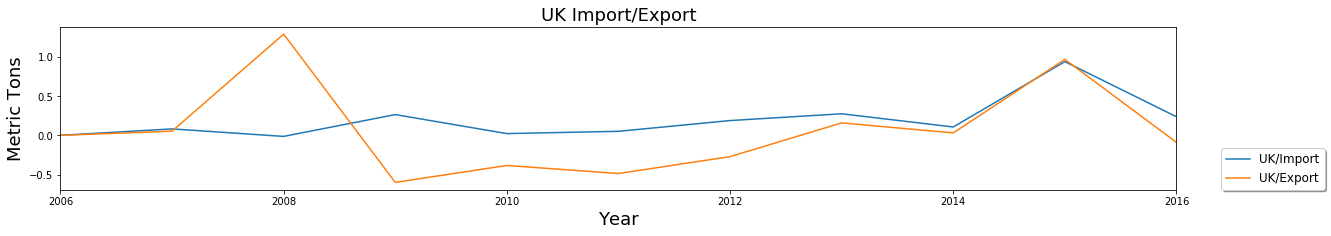 UK Import/Export
Metric Tons
1.0
0.5
0.0
−0.5
2006 2008 2010 2012 2014 2016
Year
UK/Import
UK/Export